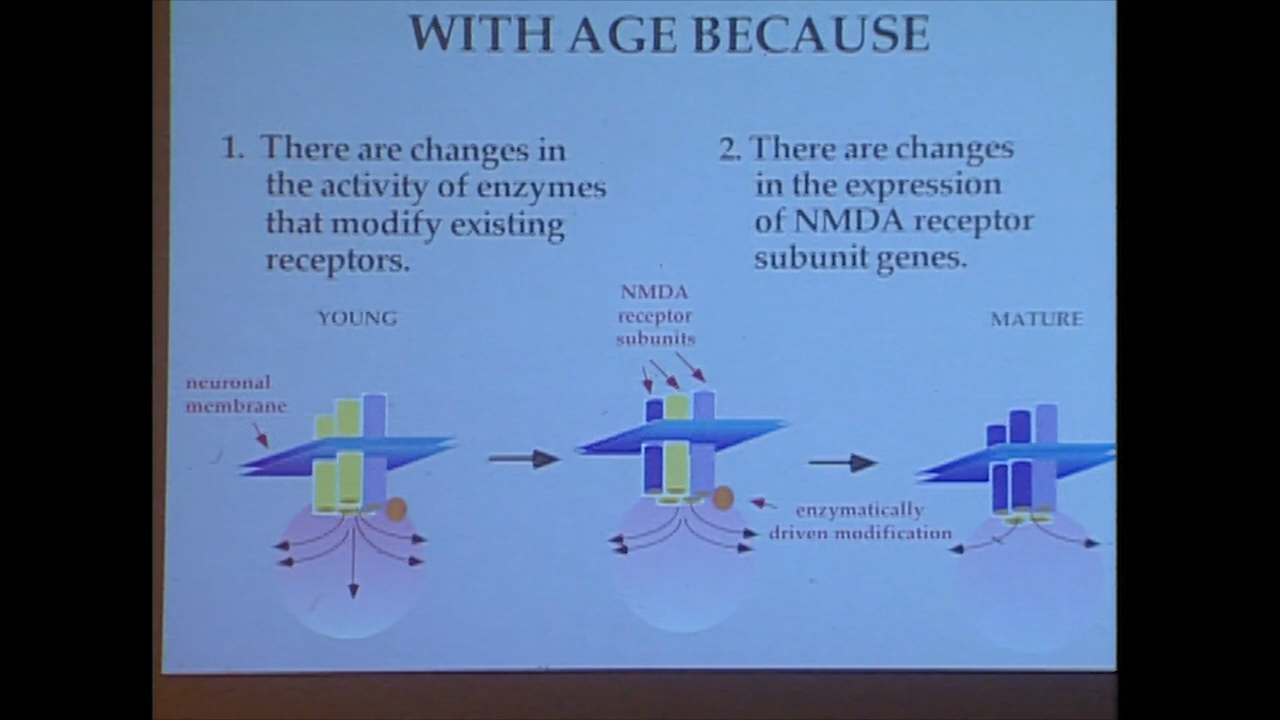 WITH AGE BECAUSE
1. There are changes in
the activity of enzymes
that modify existing
receptors.
2. There are changes
in the expression
of NMDA receptor
subunit genes.
YOUNG
NMDA
receptor
subunits
MATURE
neuronal
membrane
enzymatically
driven modification